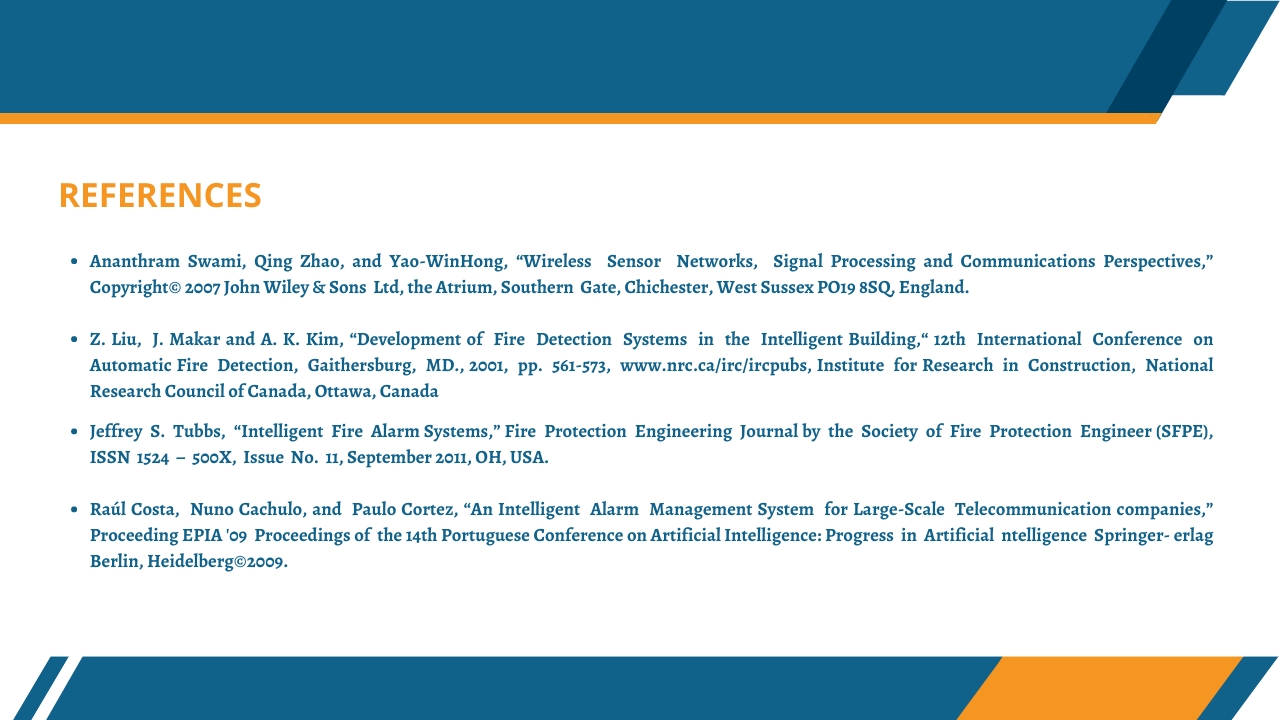 REFERENCES
• Ananthram Swami, Qing Zhao, and Yao-WinHong, “Wireless Sensor Networks, Signal Processing and Communications Perspectives,”
Copyright© 2007 John Wiley & Sons Ltd, the Atrium, Southern Gate, Chichester, West Sussex PO19 8SQ, England.
• Z. Liu, J. Makar and A. K. Kim, “Development of Fire Detection Systems in the Intelligent Building,“ 12th International Conference on
Automatic Fire Detection, Gaithersburg, MD., 2001, pp. 561-573, www.nrc.ca/irc/ircpubs, Institute for Research in Construction, National
Research Council of Canada, Ottawa, Canada
• Jeffrey S. Tubbs, “Intelligent Fire Alarm Systems,” Fire Protection Engineering Journal by the Society of Fire Protection Engineer (SFPE),
ISSN 1524 – 500X, Issue No. 11, September 2011, OH, USA.
• Raúl Costa, Nuno Cachulo, and Paulo Cortez, “An Intelligent Alarm Management System for Large-Scale Telecommunication companies,”
Proceeding EPIA '09 Proceedings of the 14th Portuguese Conference on Artificial Intelligence: Progress in Artificial ntelligence Springer- erlag
Berlin, Heidelberg©2009.